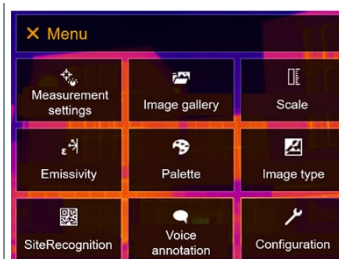 Menu
Measurement
settings
Image gallery
Scale
ε
Emissivity
Palette
Image type
SiteRecognition
Voice
annotation
Configuration